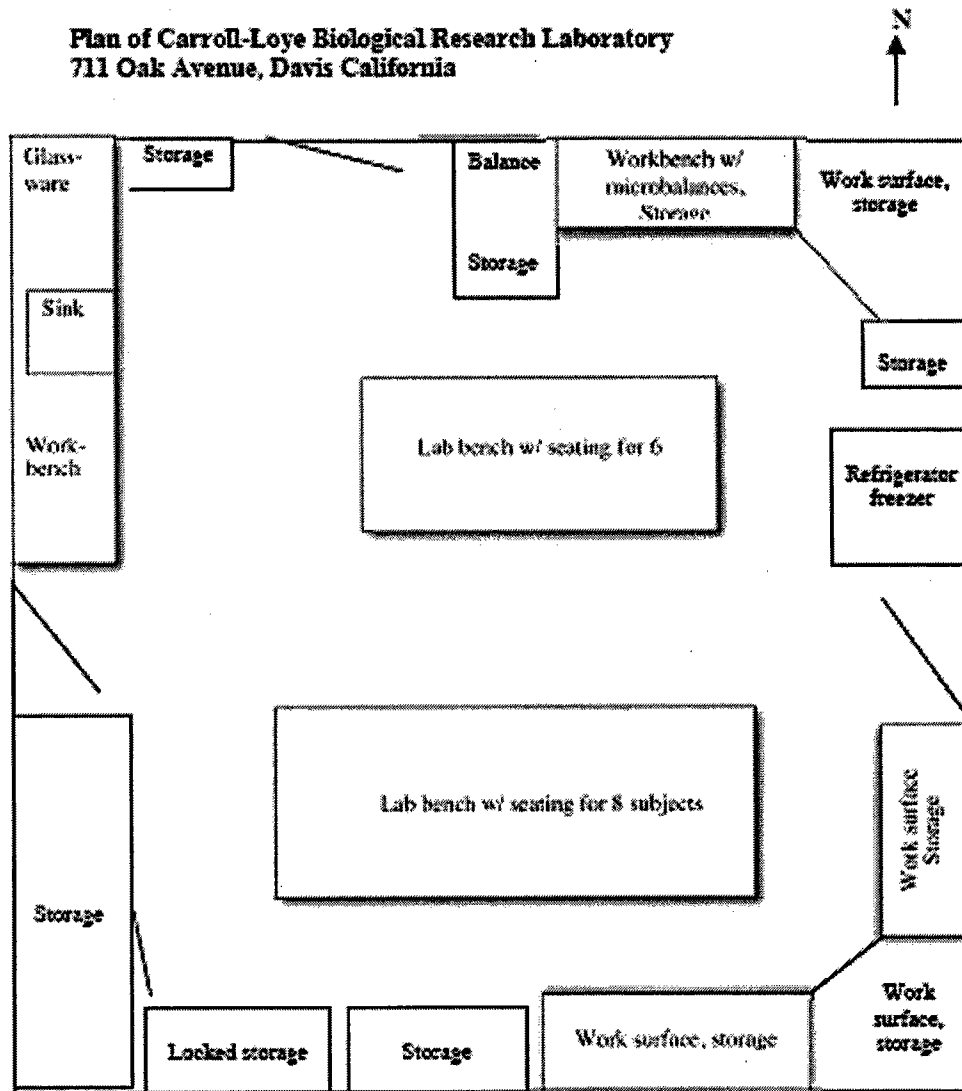 N
Plan of Carroll-Loye Biological Research Laboratory
711 Oak Avenue, Davis California
Glass-
ware
Storage
Balance
Storage
Workbench w/
microbalances,
Storage
Work surface,
storage
Sink
Storage
Work-
bench
Lab bench w/ seating for 6
Refrigerator
freezer
Lab bench w/ seating for 8 subjects
Work surface
Storage
Storage
Locked storage
Storage
Work surface, storage
Work
surface,
storage